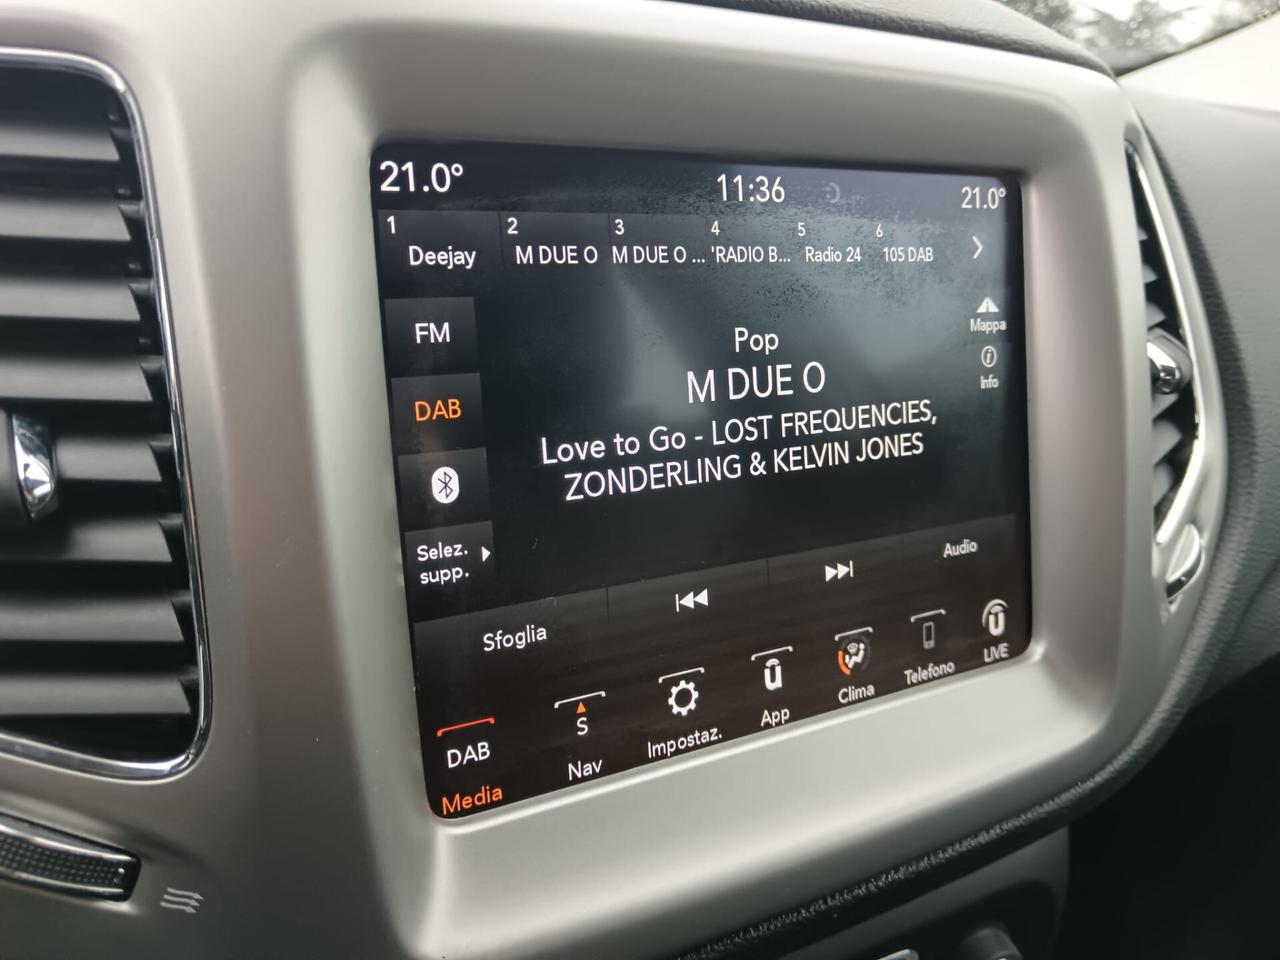 21.0°
11:36
21.0°
1
2
3
4
5
6
Deejay
M DUE O
M DUE O ...
'RADIO B...
Radio 24
105 DAB
FM
DAB
Selez.
supp.
Pop
M DUE O
Love to Go - LOST FREQUENCIES,
ZONDERLING & KELVIN JONES
Mappa
Info
Sfoglia
Audio
DAB
Media
S
Nav
Impostaz.
App
Clima
Telefono
LIVE